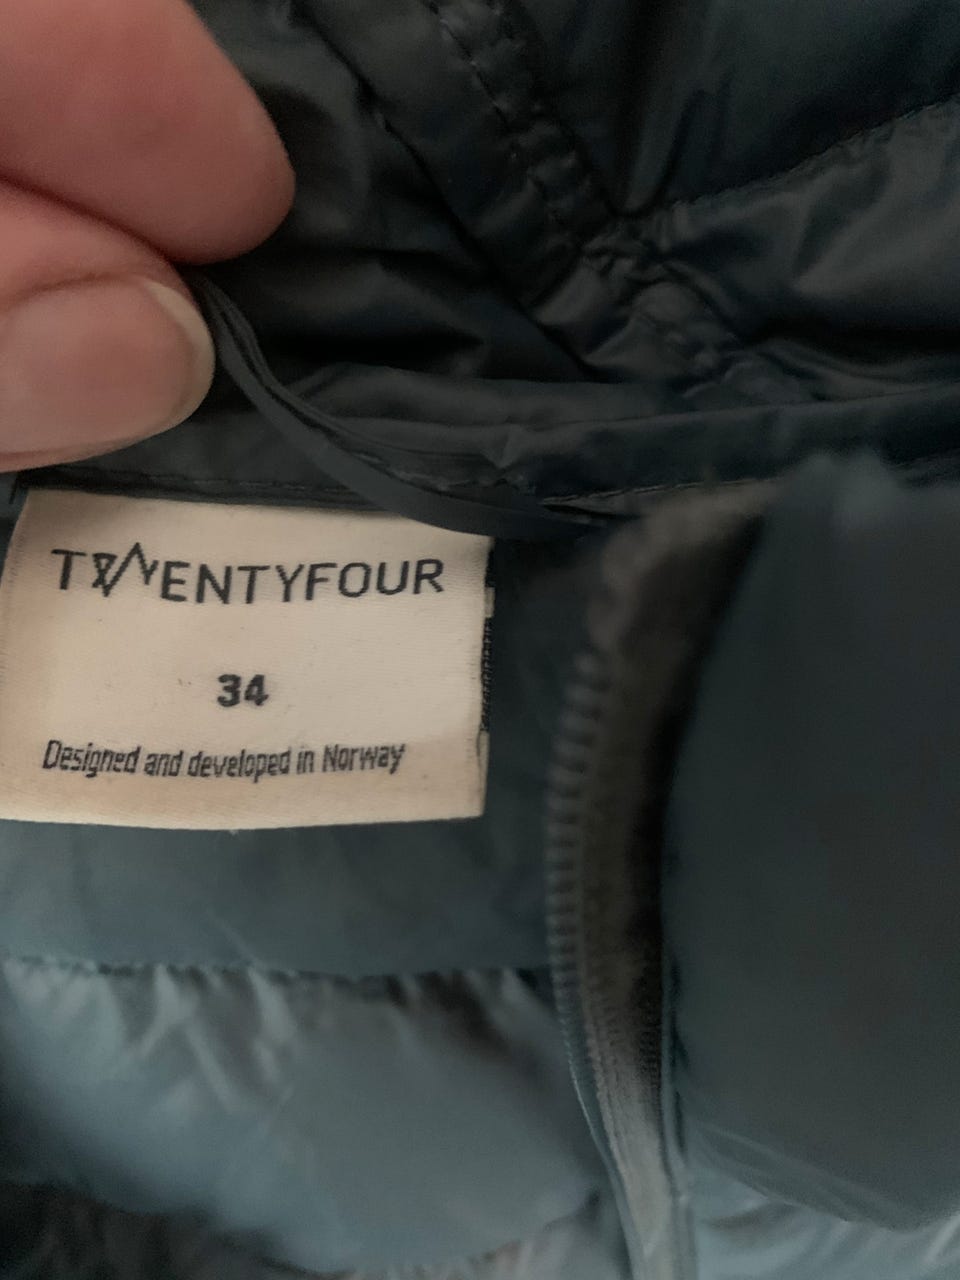 TWENTYFOUR
34
Designed and developed in Norway